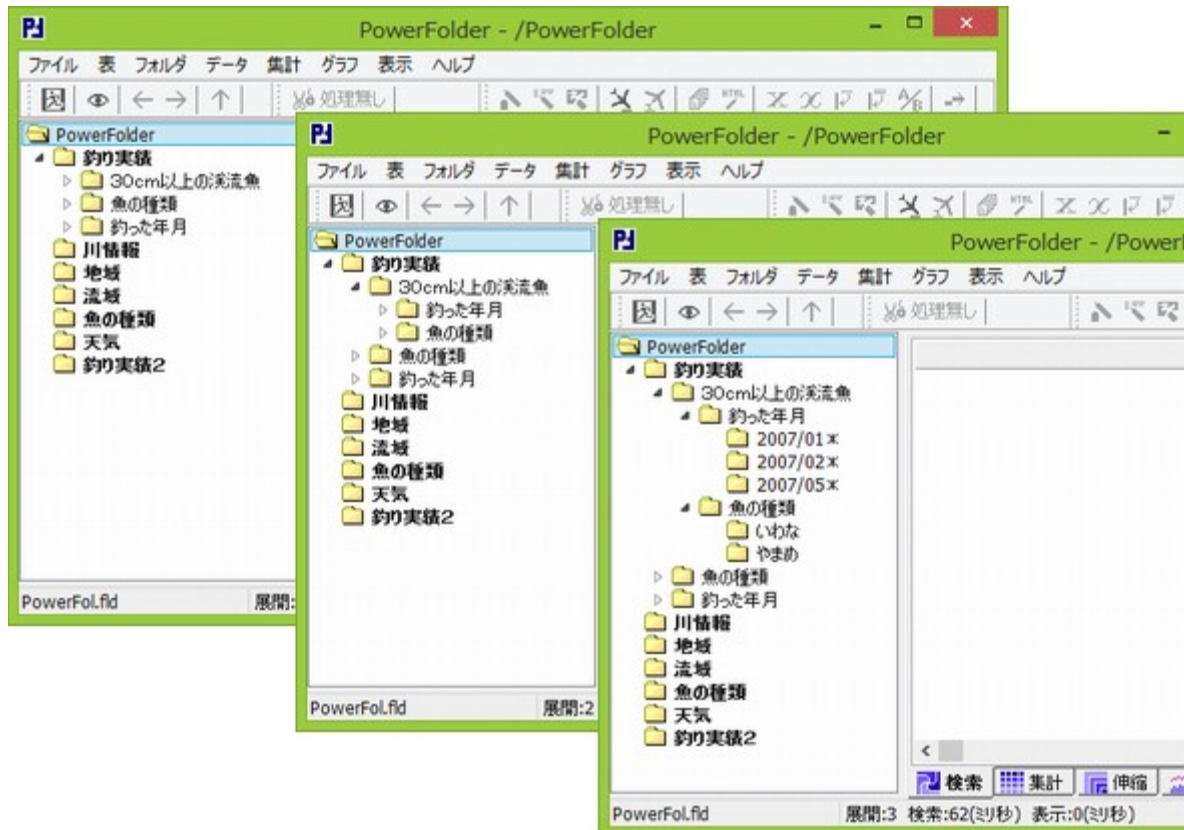 PowerFolder - /PowerFolder
ファイル 表 フォルダ データ 集計 グラフ 表示 ヘルプ
処理無し
PowerFolder
釣り実績
30cm以上の渓流魚
魚の種類
釣った年月
川情報
地域
流域
魚の種類
天気
釣り実績2
PowerFol.fld 展開:
PowerFolder - /PowerFolder
ファイル 表 フォルダ データ 集計 グラフ 表示 ヘルプ
処理無し
PowerFolder
釣り実績
30cm以上の渓流魚
釣った年月
魚の種類
魚の種類
釣った年月
川情報
地域
流域
魚の種類
天気
釣り実績2
PowerFol.fld 展開:2
PowerFolder - /Power
ファイル 表 フォルダ データ 集計 グラフ 表示 ヘルプ
処理無し
PowerFolder
釣り実績
30cm以上の渓流魚
釣った年月
2007/01*
2007/02*
2007/05*
魚の種類
いわな
やまめ
魚の種類
釣った年月
川情報
地域
流域
魚の種類
天気
釣り実績2
検索 集計 伸縮
PowerFol.fld 展開:3 検索:62(ミリ秒) 表示:0(ミリ秒)